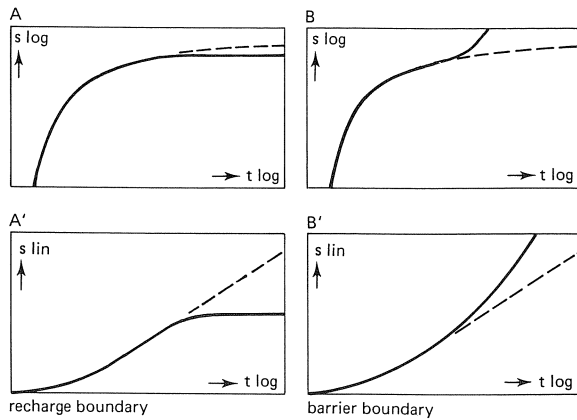 A
s log
t log
B
s log
t log
A'
s lin
t log
recharge boundary
B'
s lin
t log
barrier boundary